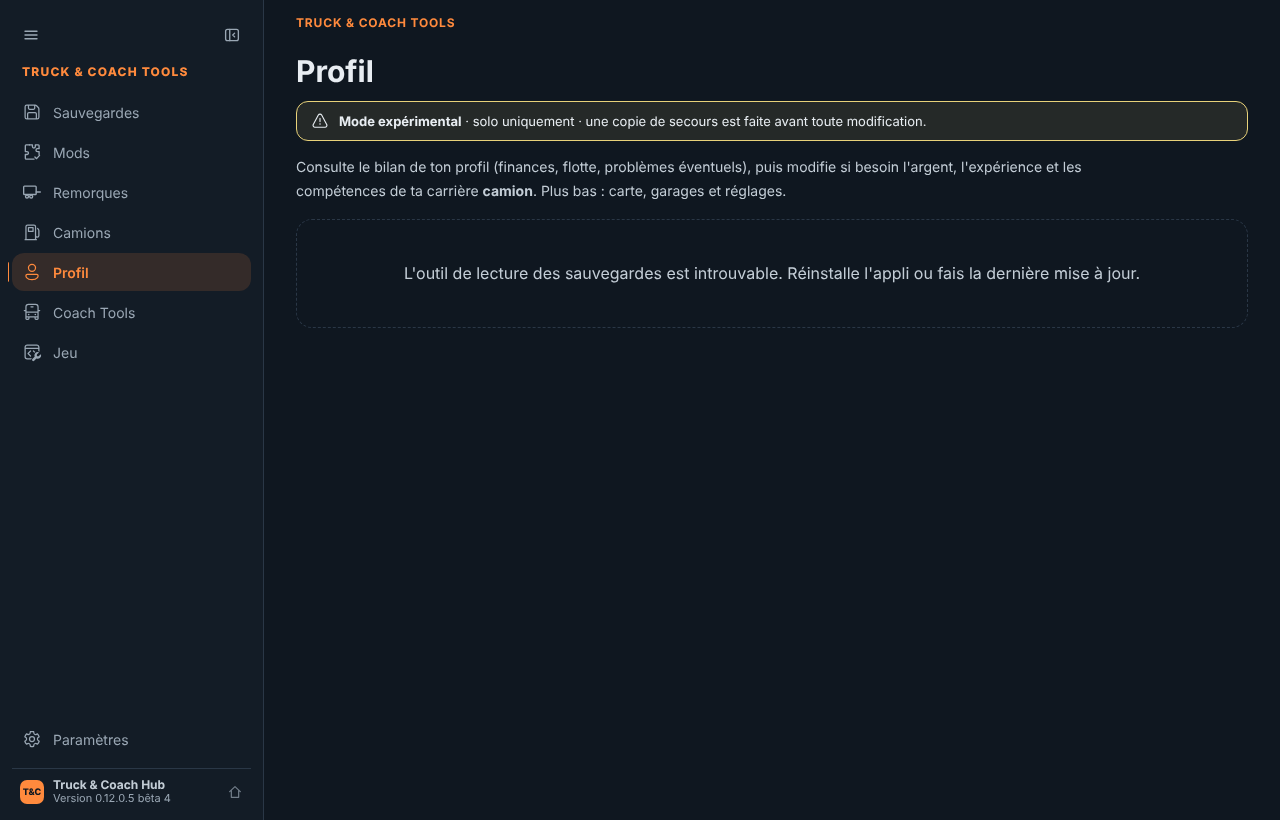 TRUCK & COACH TOOLS
Sauvegardes
Mods
Remorques
Camions
Profil
Coach Tools
Jeu
Paramètres
T&C
Truck & Coach Hub
Version 0.12.0.5 bêta 4
TRUCK & COACH TOOLS
Profil
Mode expérimental · solo uniquement · une copie de secours est faite avant toute modification.
Consulte le bilan de ton profil (finances, flotte, problèmes éventuels), puis modifie si besoin l'argent, l'expérience et les
compétences de ta carrière camion. Plus bas : carte, garages et réglages.
L'outil de lecture des sauvegardes est introuvable. Réinstalle l'appli ou fais la dernière mise à jour.